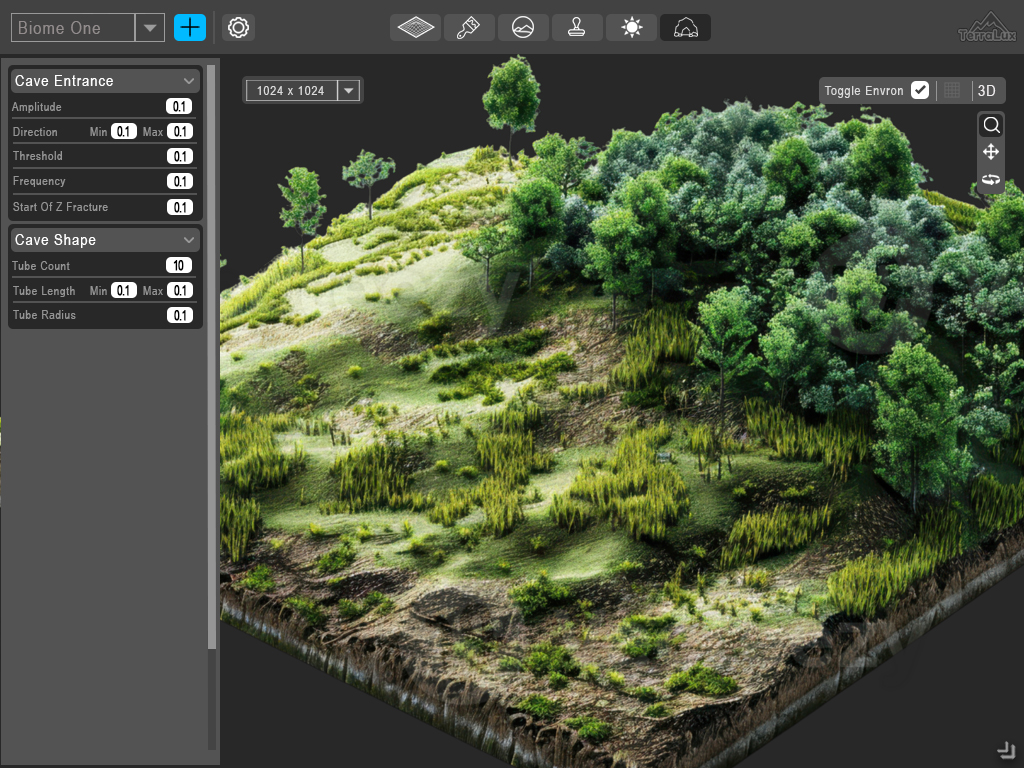 Biome One
TerraLux
Cave Entrance
Amplitude 0.1
Direction Min 0.1 Max 0.1
Threshold 0.1
Frequency 0.1
Start Of Z Fracture 0.1
Cave Shape
Tube Count 10
Tube Length Min 0.1 Max 0.1
Tube Radius 0.1
1024 x 1024
Toggle Envron 3D